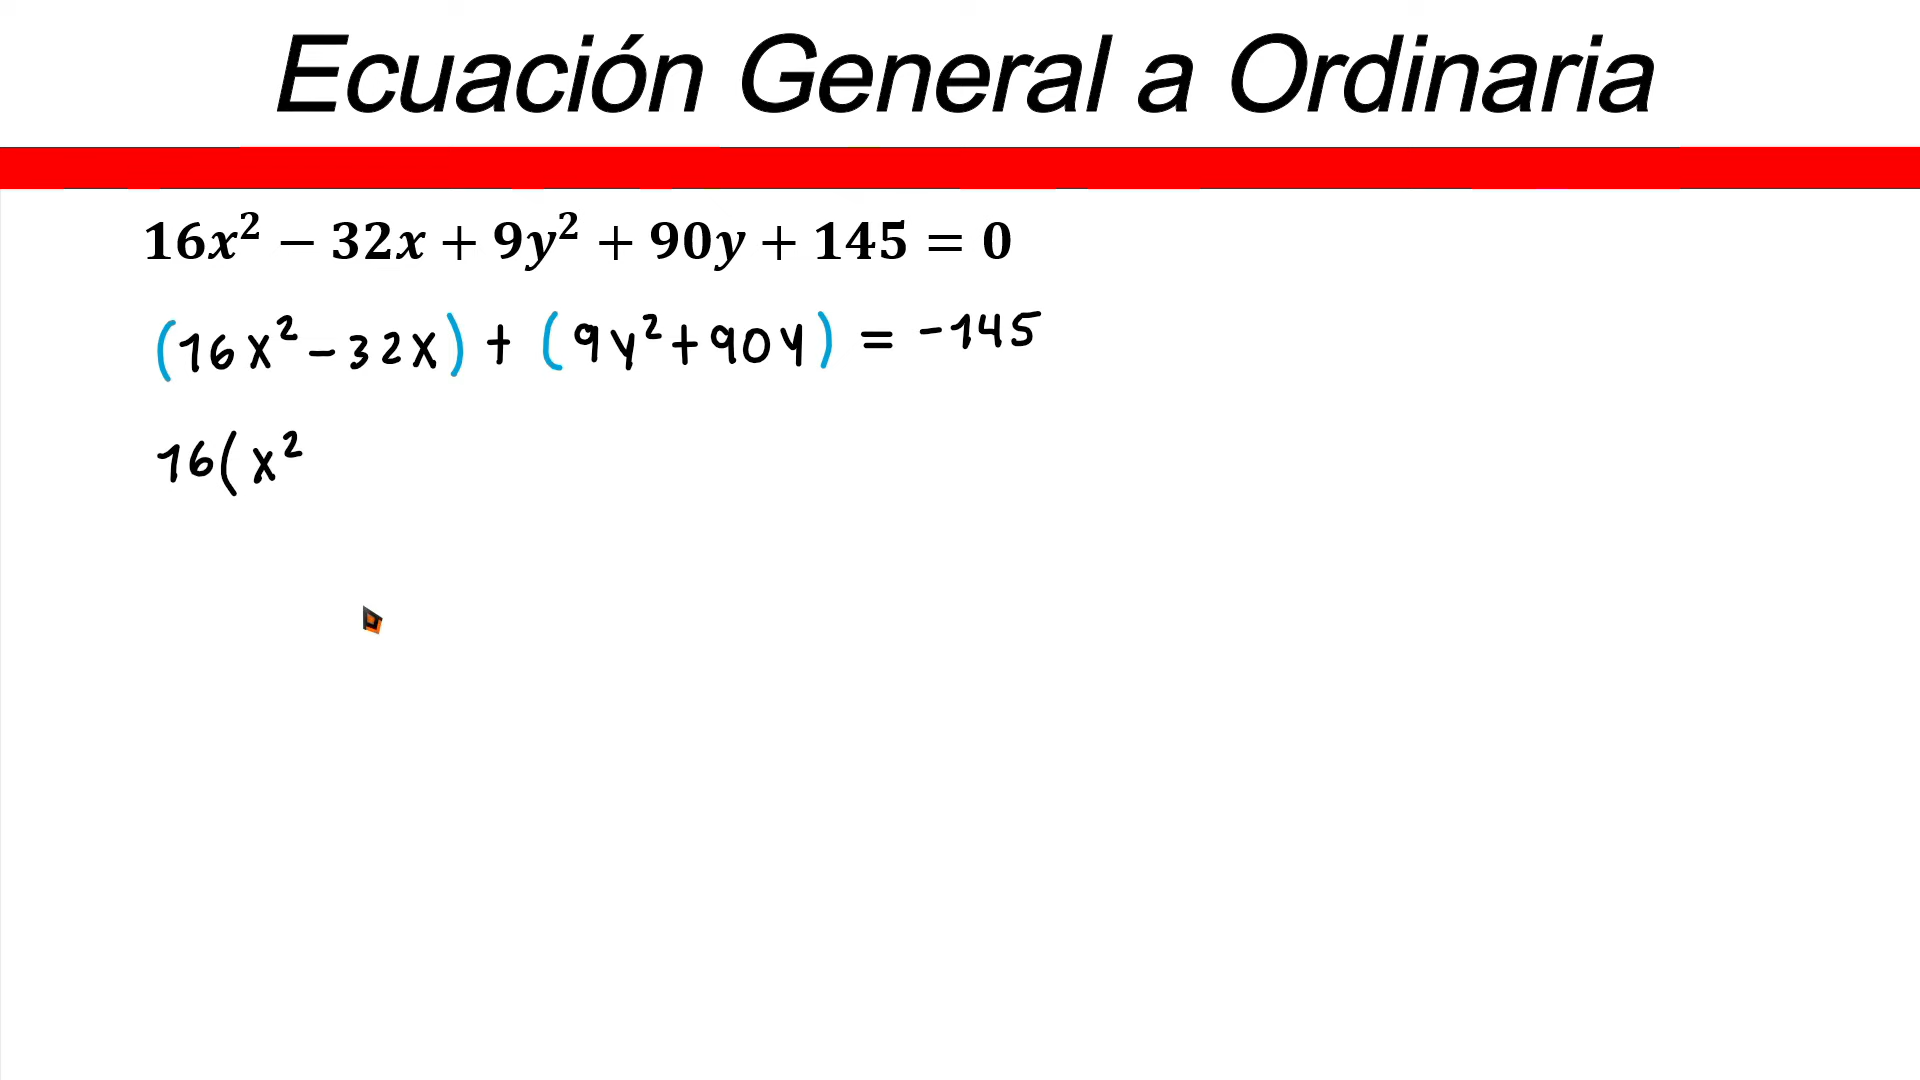 Ecuación General a Ordinaria
16x² − 32x + 9y² + 90y + 145 = 0
(16x² − 32x) + (9y² + 90y) = −145
16(x²